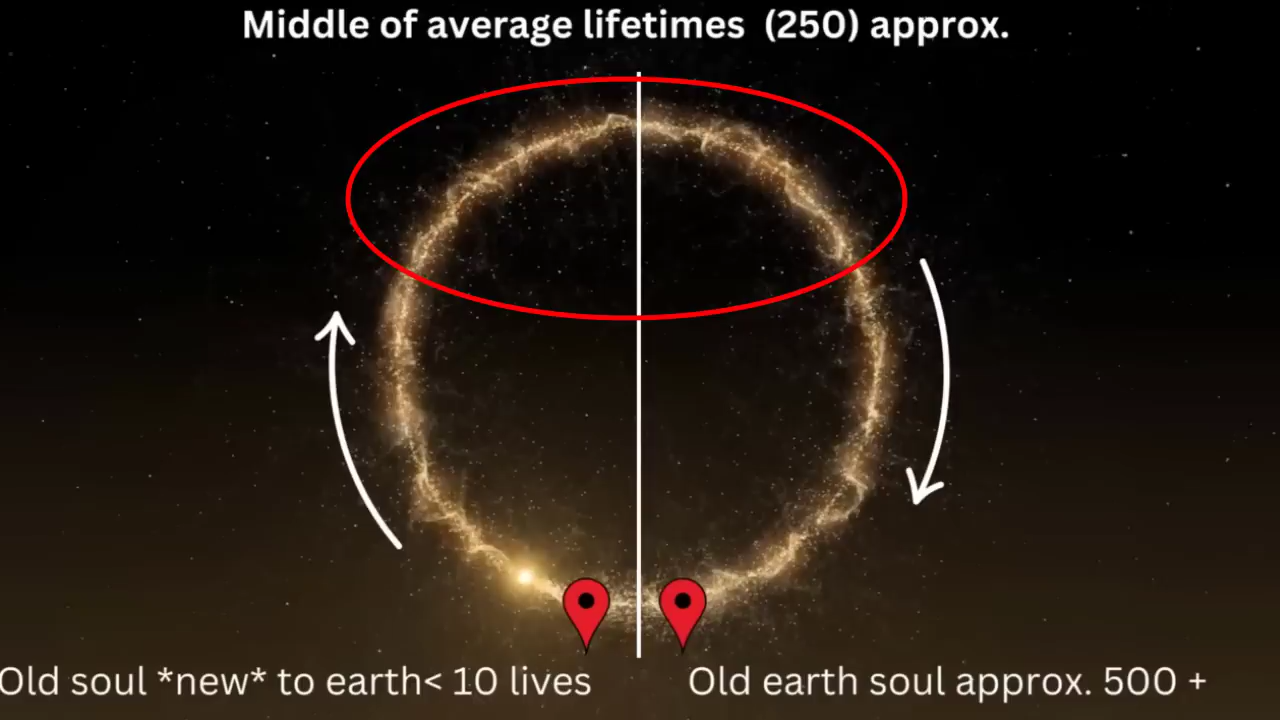 Middle of average lifetimes  (250) approx.
Old soul *new* to earth< 10 lives
Old earth soul approx. 500 +